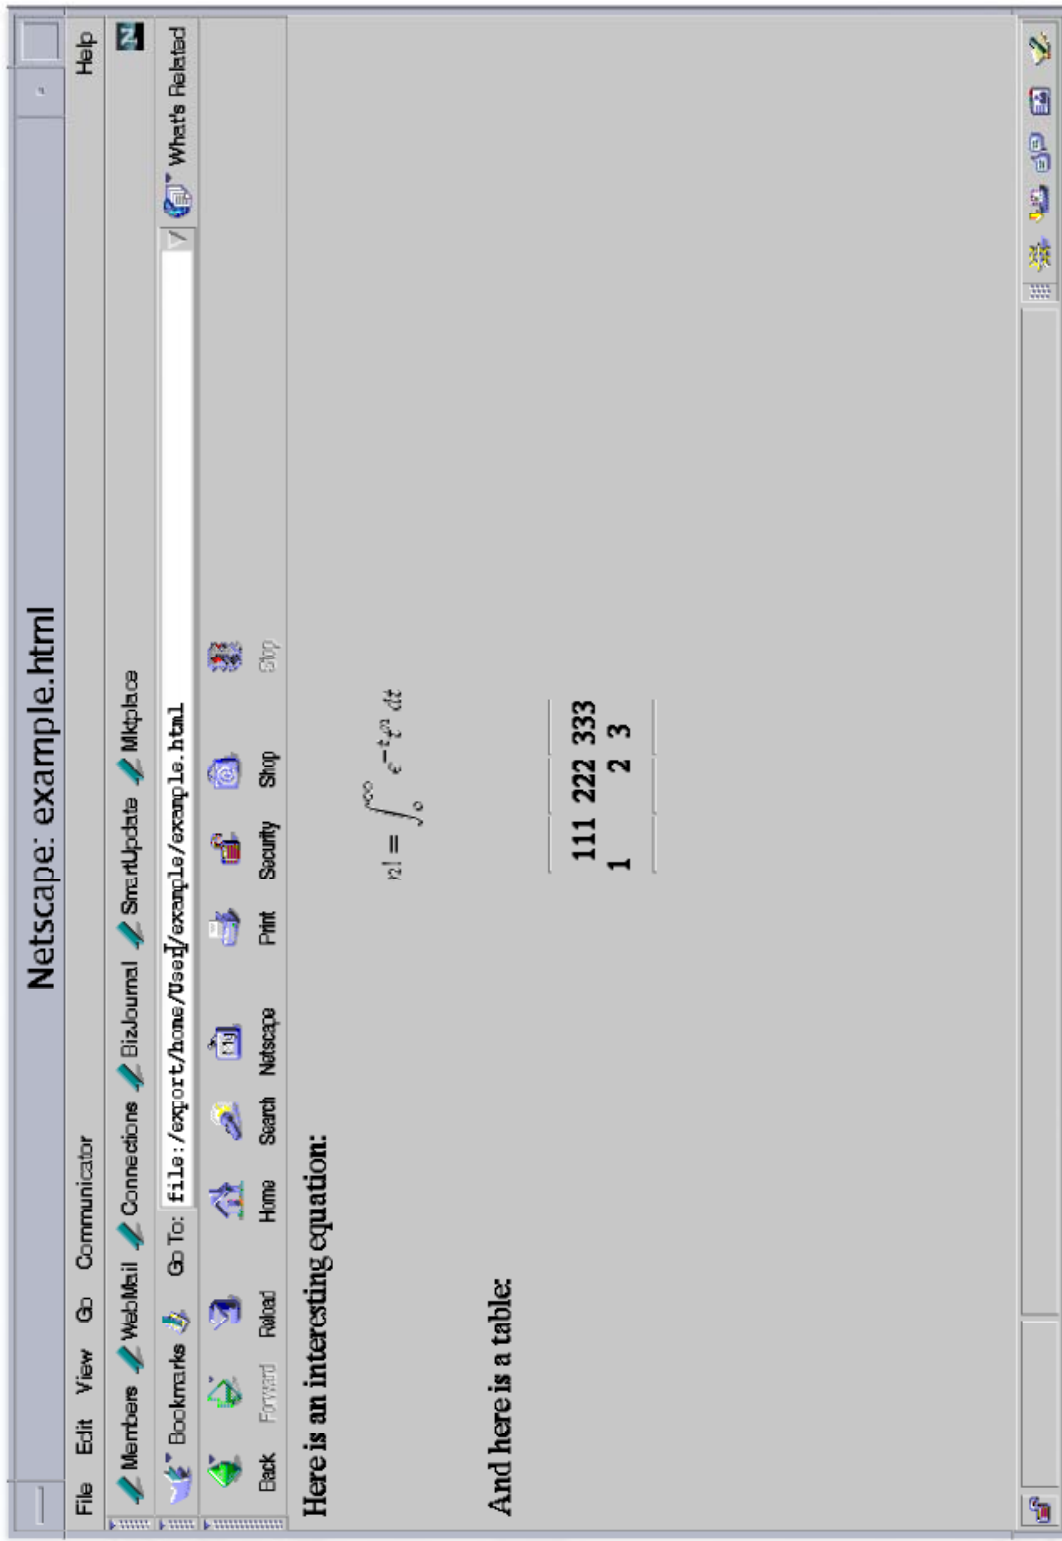 Netscape: example.html
File Edit View Go Communicator Help
Members WebMail Connections BizJournal SmartUpdate Mktplace N
Bookmarks Go To: file:/export/home/User/example/example.html What's Related
My
Back Forward Reload Home Search Netscape Print Security Shop Stop
Here is an interesting equation:
n! = ∫₀^∞ e^{-t} t^n dt
And here is a table:
111 222 333
1 2 3